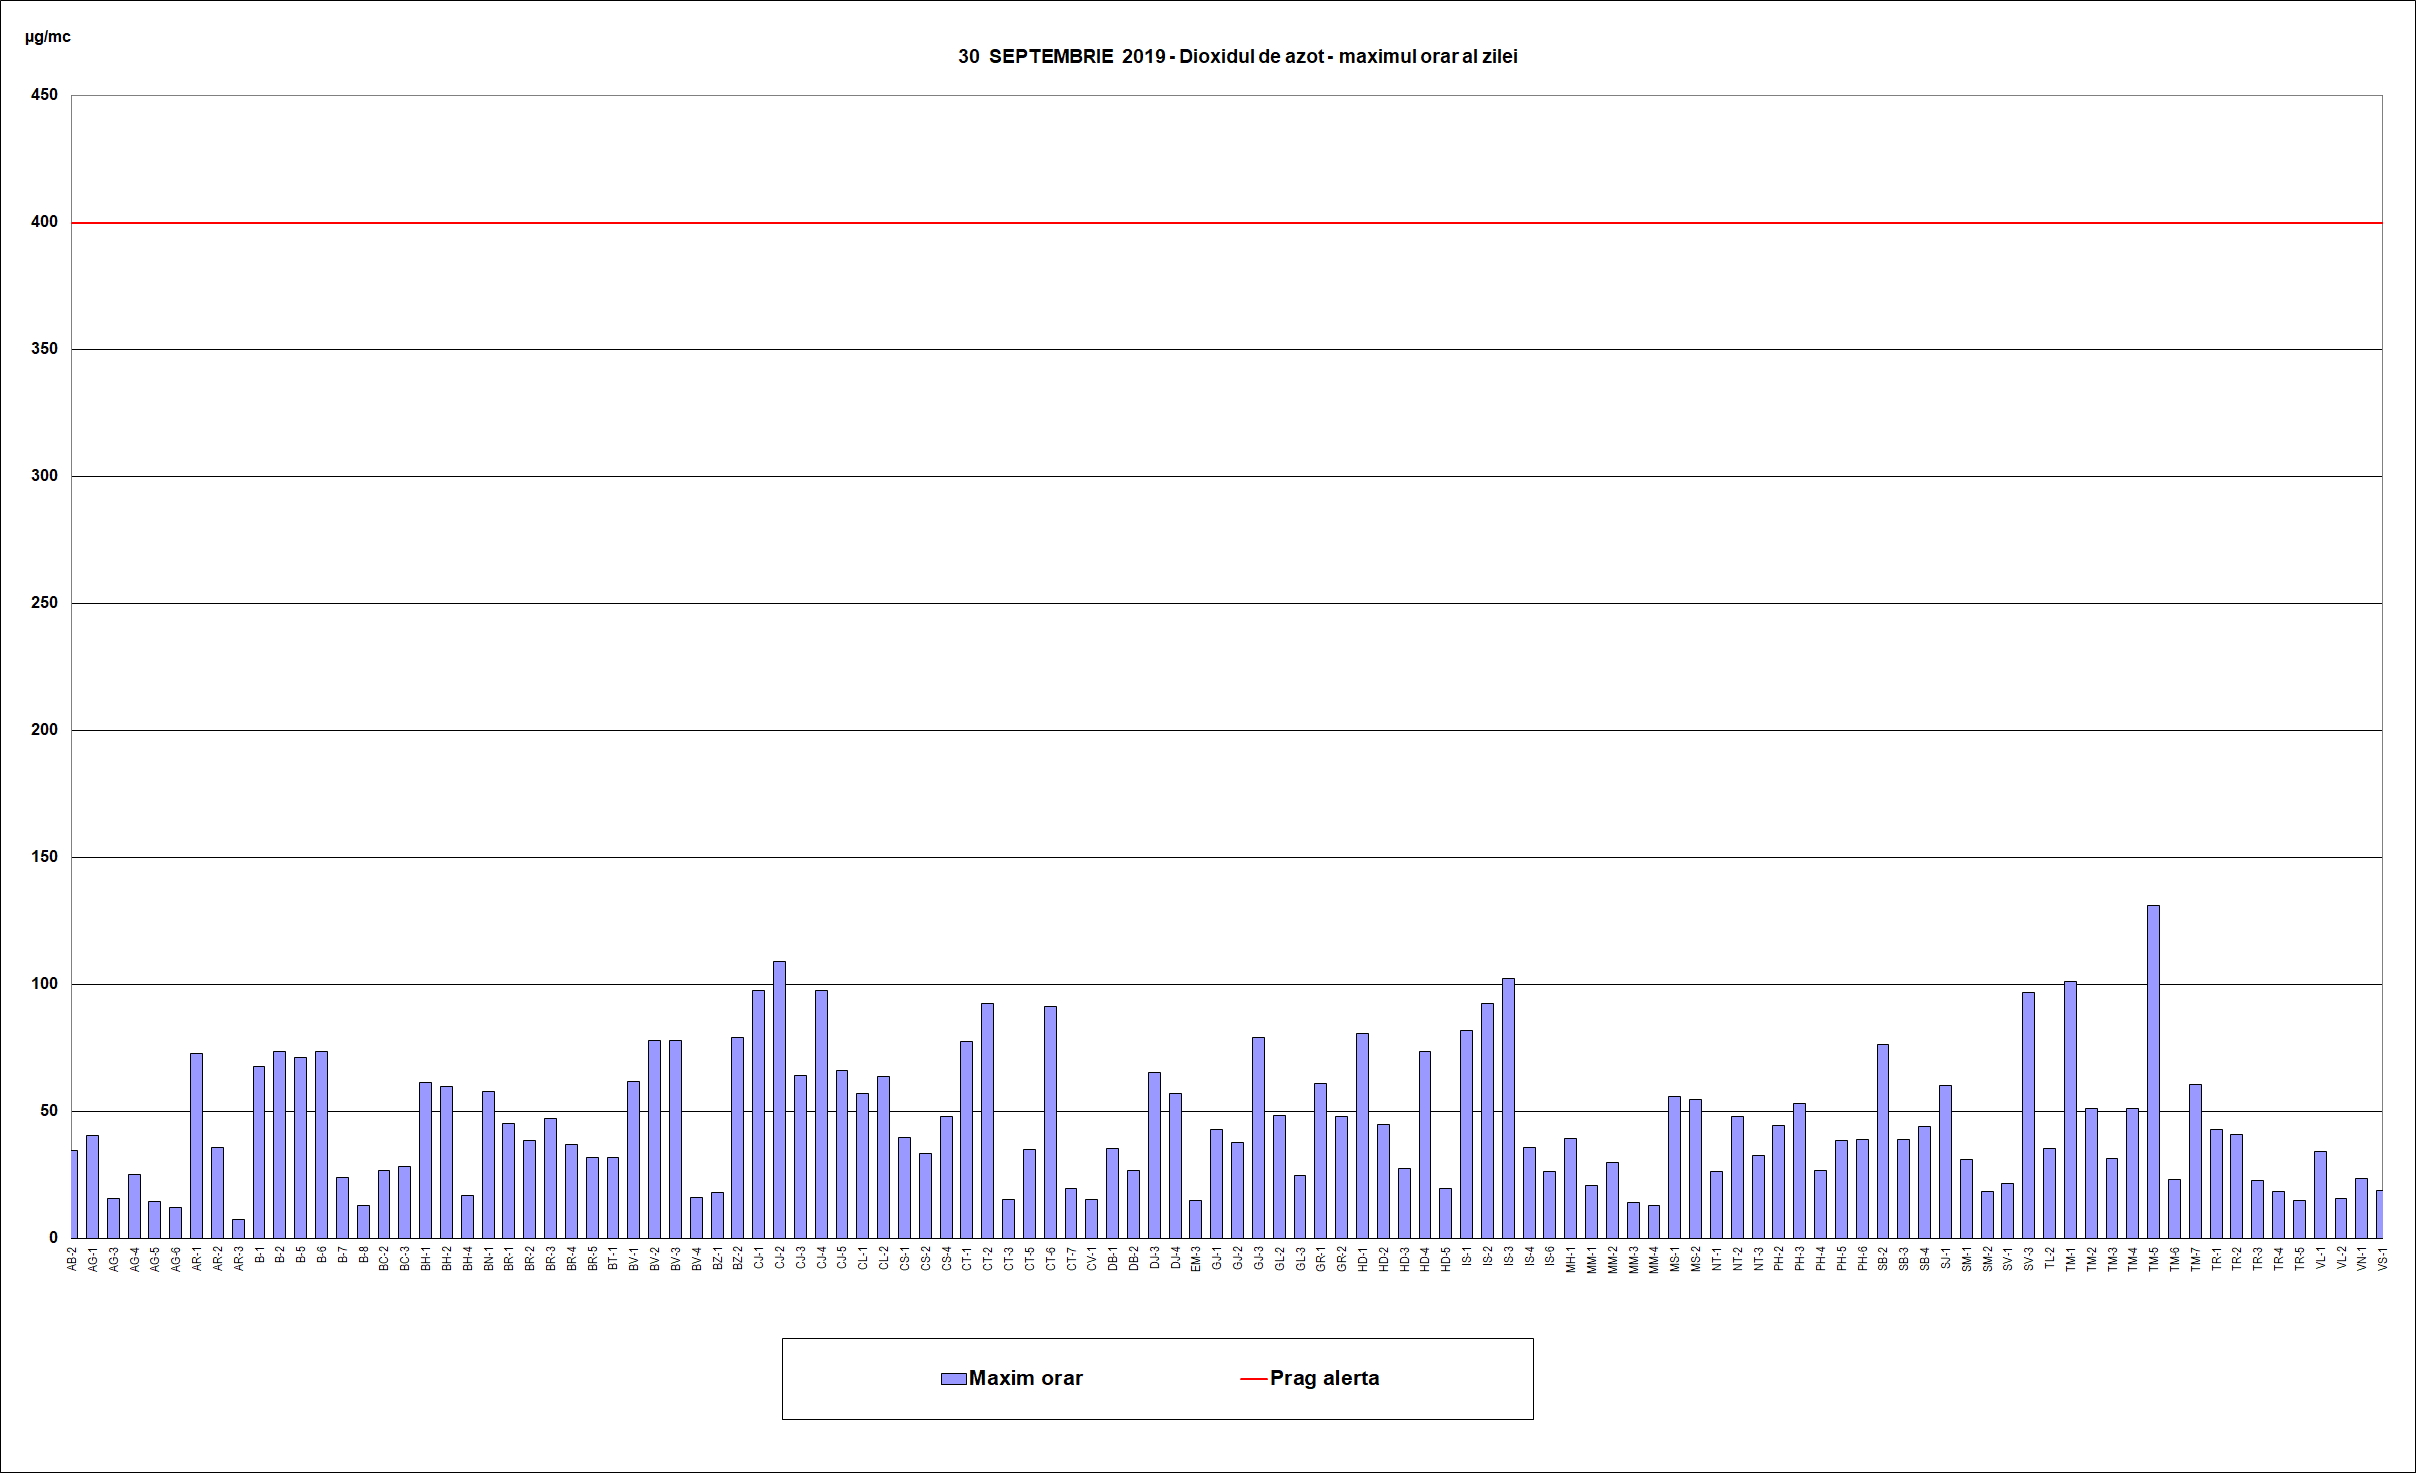 µg/mc
30 SEPTEMBRIE 2019 - Dioxidul de azot - maximul orar al zilei
450
400
350
300
250
200
150
100
50
0
AB-2 AG-1 AG-3 AG-4 AG-5 AG-6 AR-1 AR-2 AR-3 B-1 B-2 B-5 B-6 B-7 B-8 BC-2 BC-3 BH-1 BH-2 BH-4 BN-1 BR-1 BR-2 BR-3 BR-4 BR-5 BT-1 BV-1 BV-2 BV-3 BV-4 BZ-1 BZ-2 CJ-1 CJ-2 CJ-3 CJ-4 CJ-5 CL-1 CL-2 CS-1 CS-2 CS-4 CT-1 CT-2 CT-3 CT-5 CT-6 CT-7 CV-1 DB-1 DB-2 DJ-3 DJ-4 EM-3 GJ-1 GJ-2 GJ-3 GL-2 GL-3 GR-1 GR-2 HD-1 HD-2 HD-3 HD-4 HD-5 IS-1 IS-2 IS-3 IS-4 IS-6 MH-1 MM-1 MM-2 MM-3 MM-4 MS-1 MS-2 NT-1 NT-2 NT-3 PH-2 PH-3 PH-4 PH-5 PH-6 SB-2 SB-3 SB-4 SJ-1 SM-1 SM-2 SV-1 SV-3 TL-2 TM-1 TM-2 TM-3 TM-4 TM-5 TM-6 TM-7 TR-1 TR-2 TR-3 TR-4 TR-5 VL-1 VL-2 VN-1 VS-1
Maxim orar Prag alerta